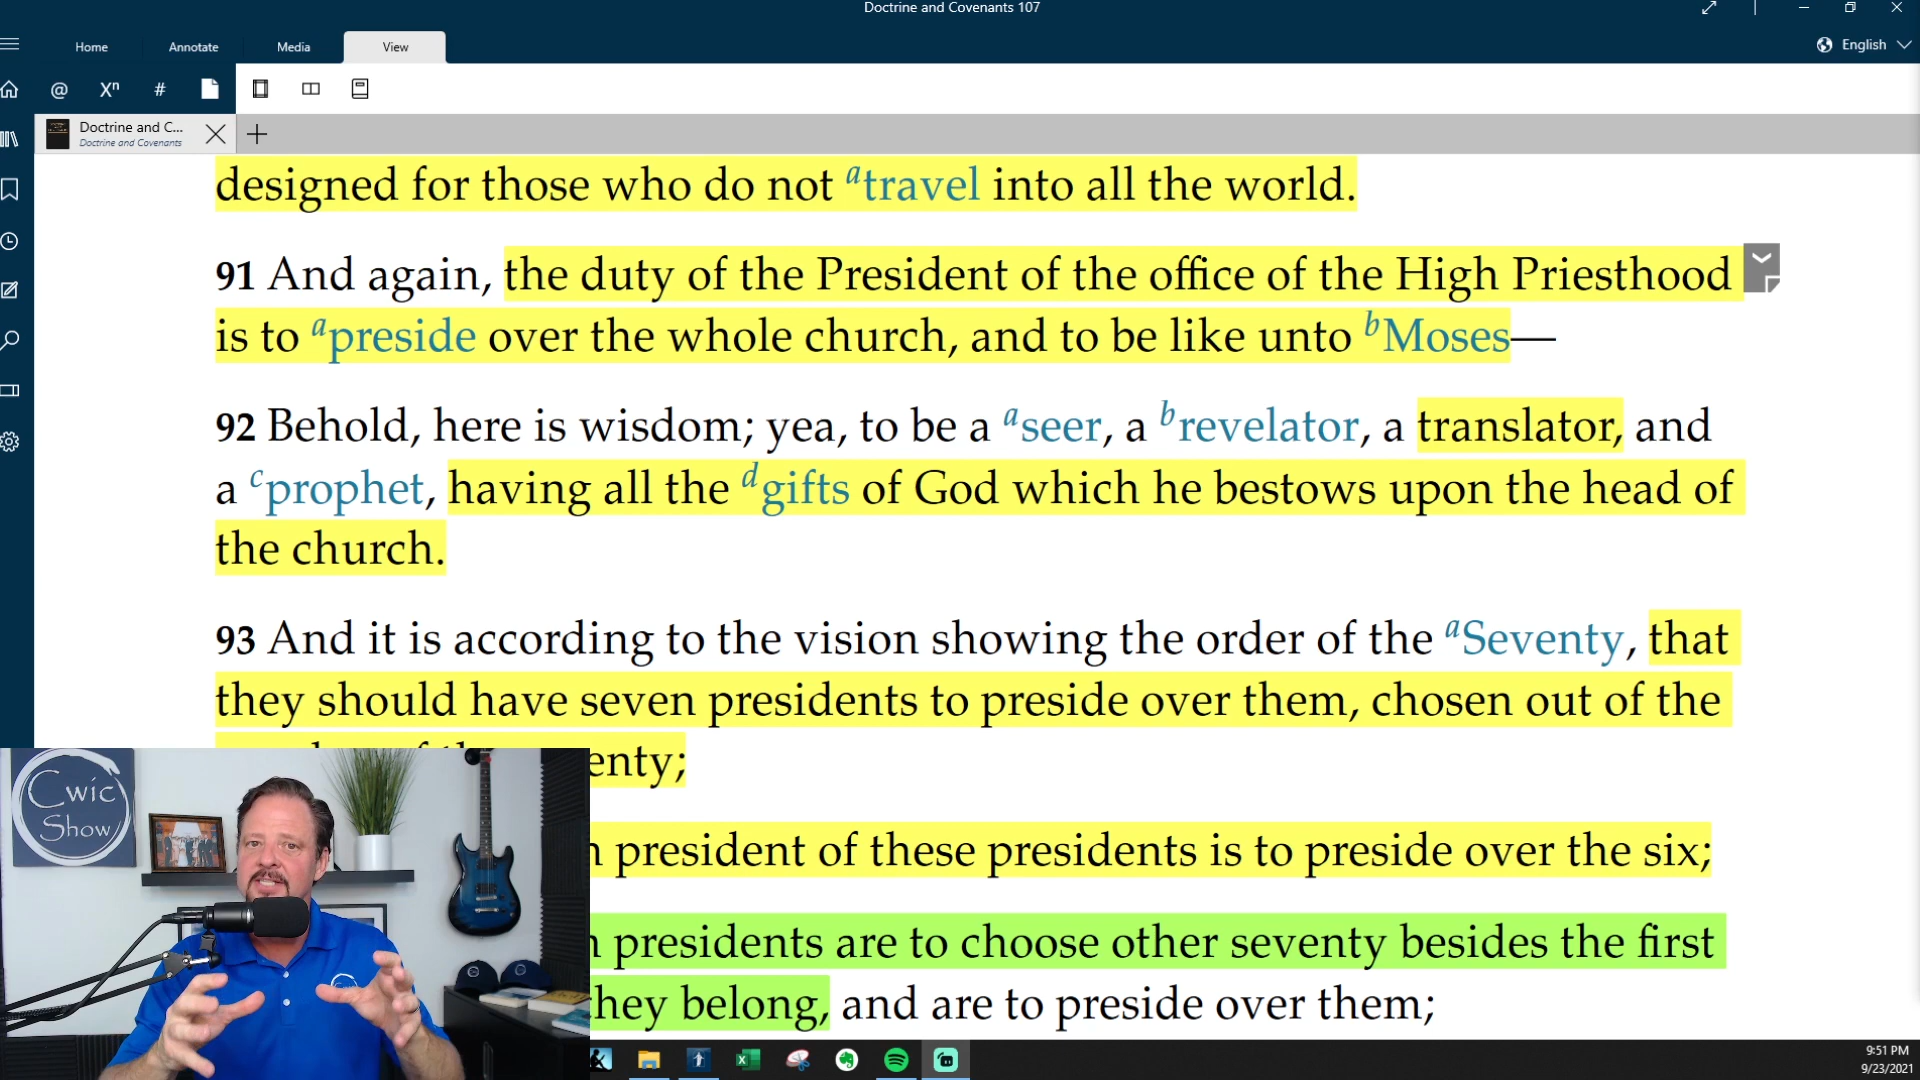 Doctrine and Covenants 107
Home Annotate Media View
English
@ Xⁿ #
Doctrine and C...
Doctrine and Covenants
designed for those who do not ᵃtravel into all the world.
91 And again, the duty of the President of the office of the High Priesthood
is to ᵃpreside over the whole church, and to be like unto ᵇMoses—
92 Behold, here is wisdom; yea, to be a ᵃseer, a ᵇrevelator, a translator, and
a ᶜprophet, having all the ᵈgifts of God which he bestows upon the head of
the church.
93 And it is according to the vision showing the order of the ᵃSeventy, that
they should have seven presidents to preside over them, chosen out of the
enty;
president of these presidents is to preside over the six;
presidents are to choose other seventy besides the first
they belong, and are to preside over them;
Cwic
Show
9:51 PM
9/23/2021